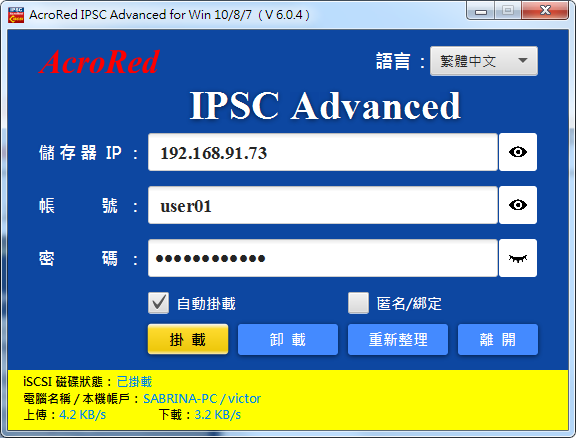 AcroRed IPSC Advanced for Win 10/8/7 ( V 6.0.4 )
AcroRed
語言 : 繁體中文
IPSC Advanced
儲存器 IP : 192.168.91.73
帳 號 : user01
密 碼 : ●●●●●●●●●●●●
自動掛載 匿名/綁定
掛 載 卸 載 重新整理 離 開
iSCSI 磁碟狀態 : 已掛載
電腦名稱 / 本機帳戶 : SABRINA-PC / victor
上傳 : 4.2 KB/s 下載 : 3.2 KB/s